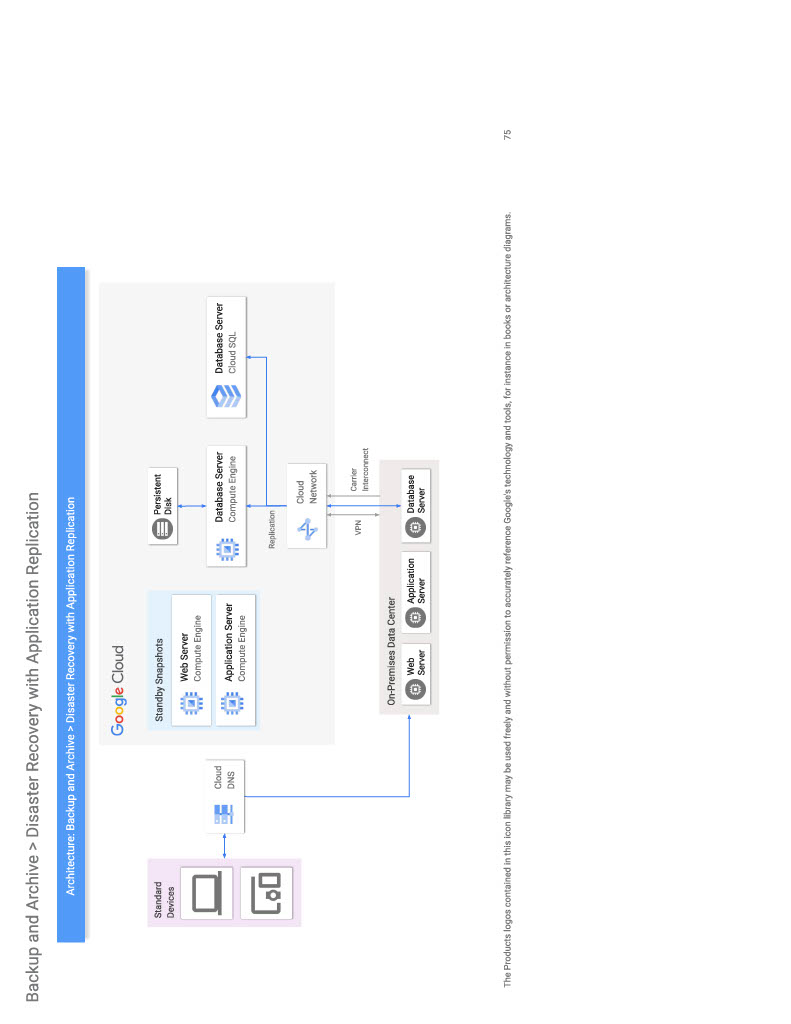 Backup and Archive > Disaster Recovery with Application Replication
Architecture: Backup and Archive > Disaster Recovery with Application Replication
Google Cloud
Standard
Devices
Cloud
DNS
Standby Snapshots
Web Server
Compute Engine
Application Server
Compute Engine
Persistent
Disk
Database Server
Compute Engine
Database Server
Cloud SQL
Replication
Cloud
Network
VPN
Carrier
Interconnect
On-Premises Data Center
Web
Server
Application
Server
Database
Server
The Products logos contained in this icon library may be used freely and without permission to accurately reference Google's technology and tools, for instance in books or architecture diagrams.
75